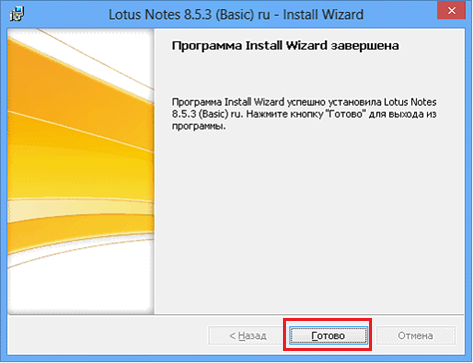 Lotus Notes 8.5.3 (Basic) ru - Install Wizard
Программа Install Wizard завершена
Программа Install Wizard успешно установила Lotus Notes
8.5.3 (Basic) ru. Нажмите кнопку "Готово" для выхода из
программы.
< Назад Готово Отмена